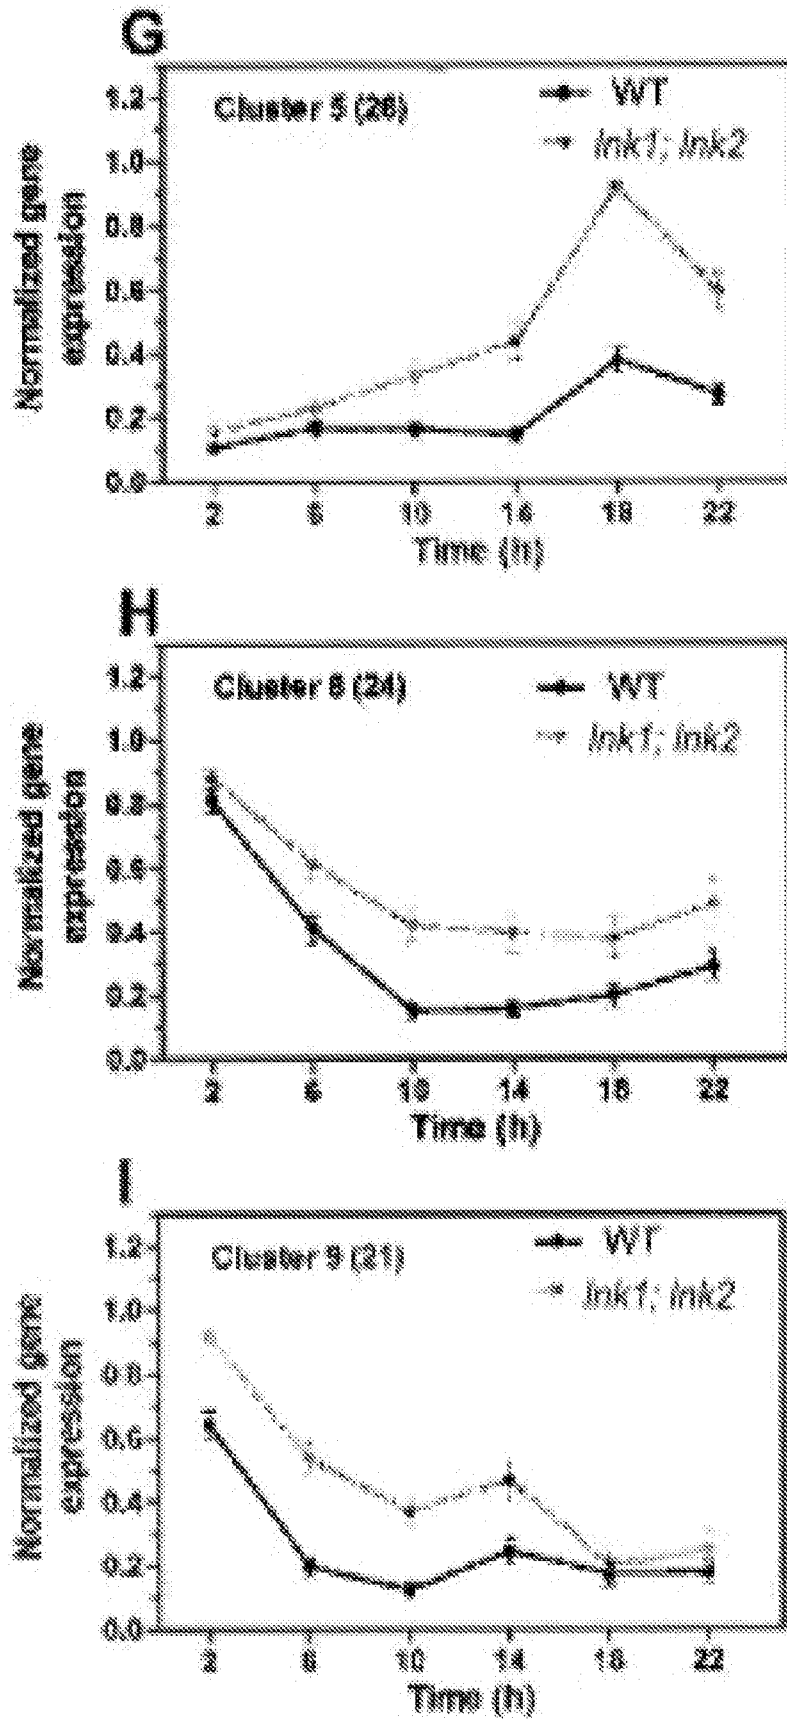 G
Cluster 5 (26)
WT
lnk1; lnk2
Normalized gene
expression
1.2
1.0
0.8
0.6
0.4
0.2
0.0
2 6 10 14 18 22
Time (h)
H
Cluster 8 (24)
WT
lnk1; lnk2
Normalized gene
expression
1.2
1.0
0.8
0.6
0.4
0.2
0.0
2 6 10 14 18 22
Time (h)
I
Cluster 9 (21)
WT
lnk1; lnk2
Normalized gene
expression
1.2
1.0
0.8
0.6
0.4
0.2
0.0
2 6 10 14 18 22
Time (h)